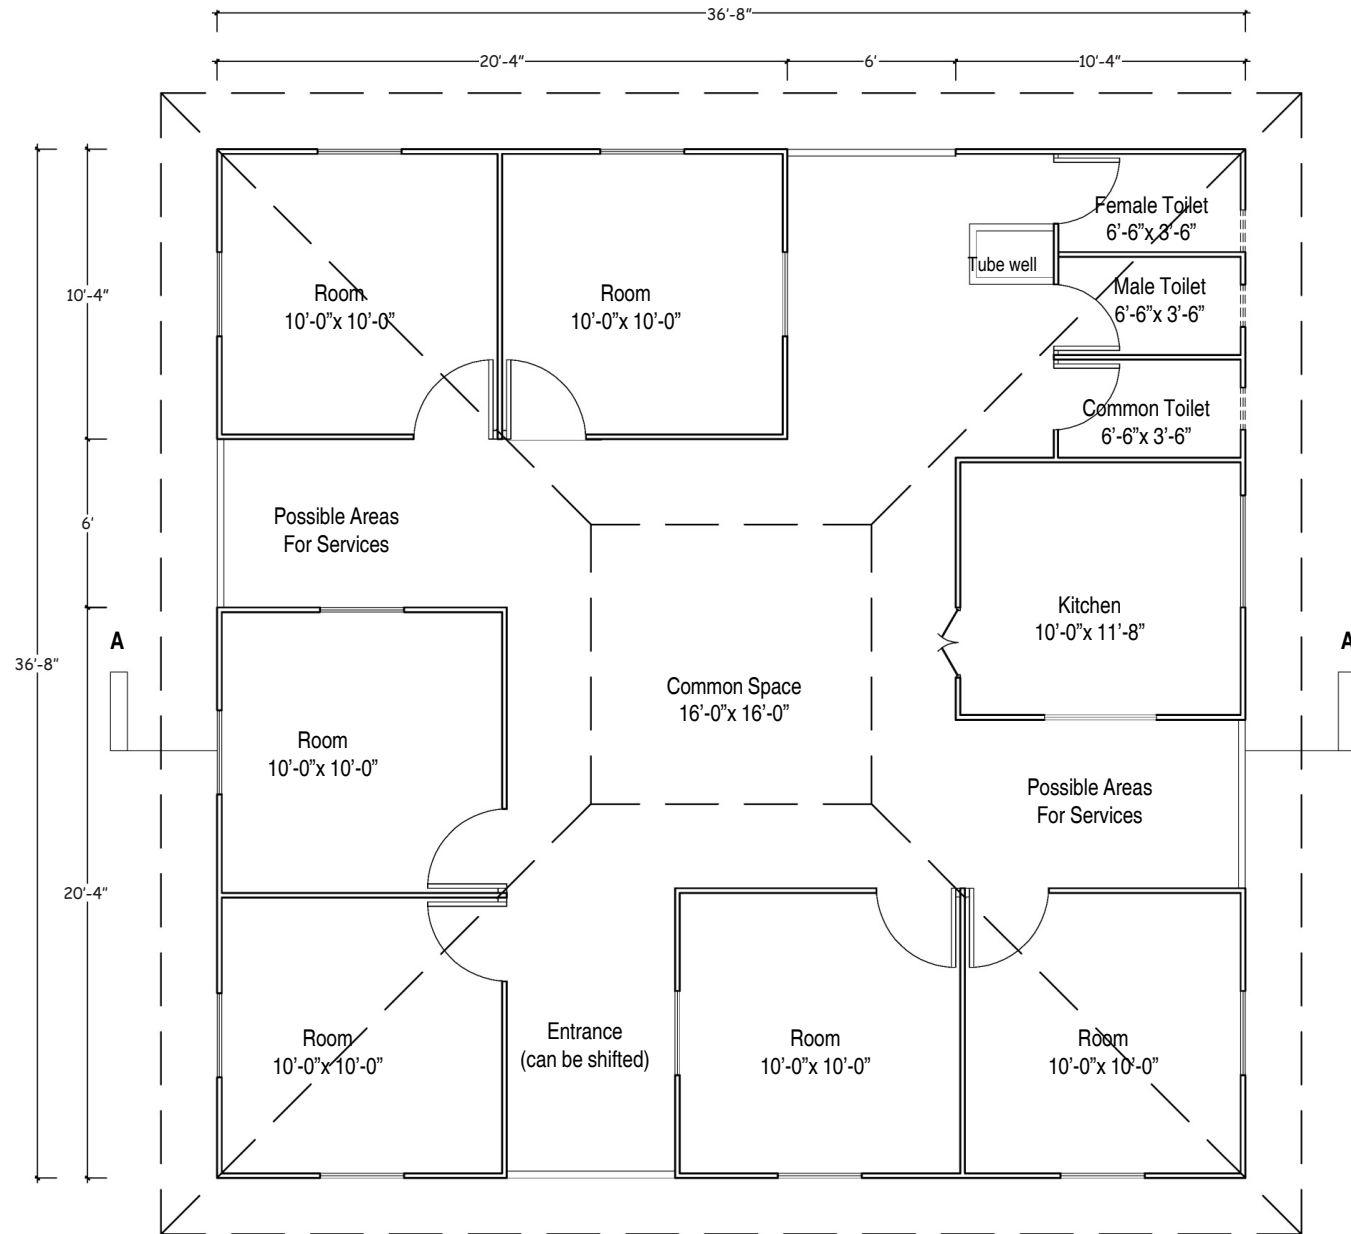 36'-8"
20'-4"
6'
10'-4"
Female Toilet
6'-6"x 3'-6"
Tube well
Male Toilet
6'-6"x 3'-6"
10'-4"
Room
10'-0"x 10'-0"
Room
10'-0"x 10'-0"
Common Toilet
6'-6"x 3'-6"
6'
Possible Areas
For Services
Kitchen
10'-0"x 11'-8"
A
A
36'-8"
Common Space
16'-0"x 16'-0"
Room
10'-0"x 10'-0"
Possible Areas
For Services
20'-4"
Room
10'-0"x 10'-0"
Entrance
(can be shifted)
Room
10'-0"x 10'-0"
Room
10'-0"x 10'-0"